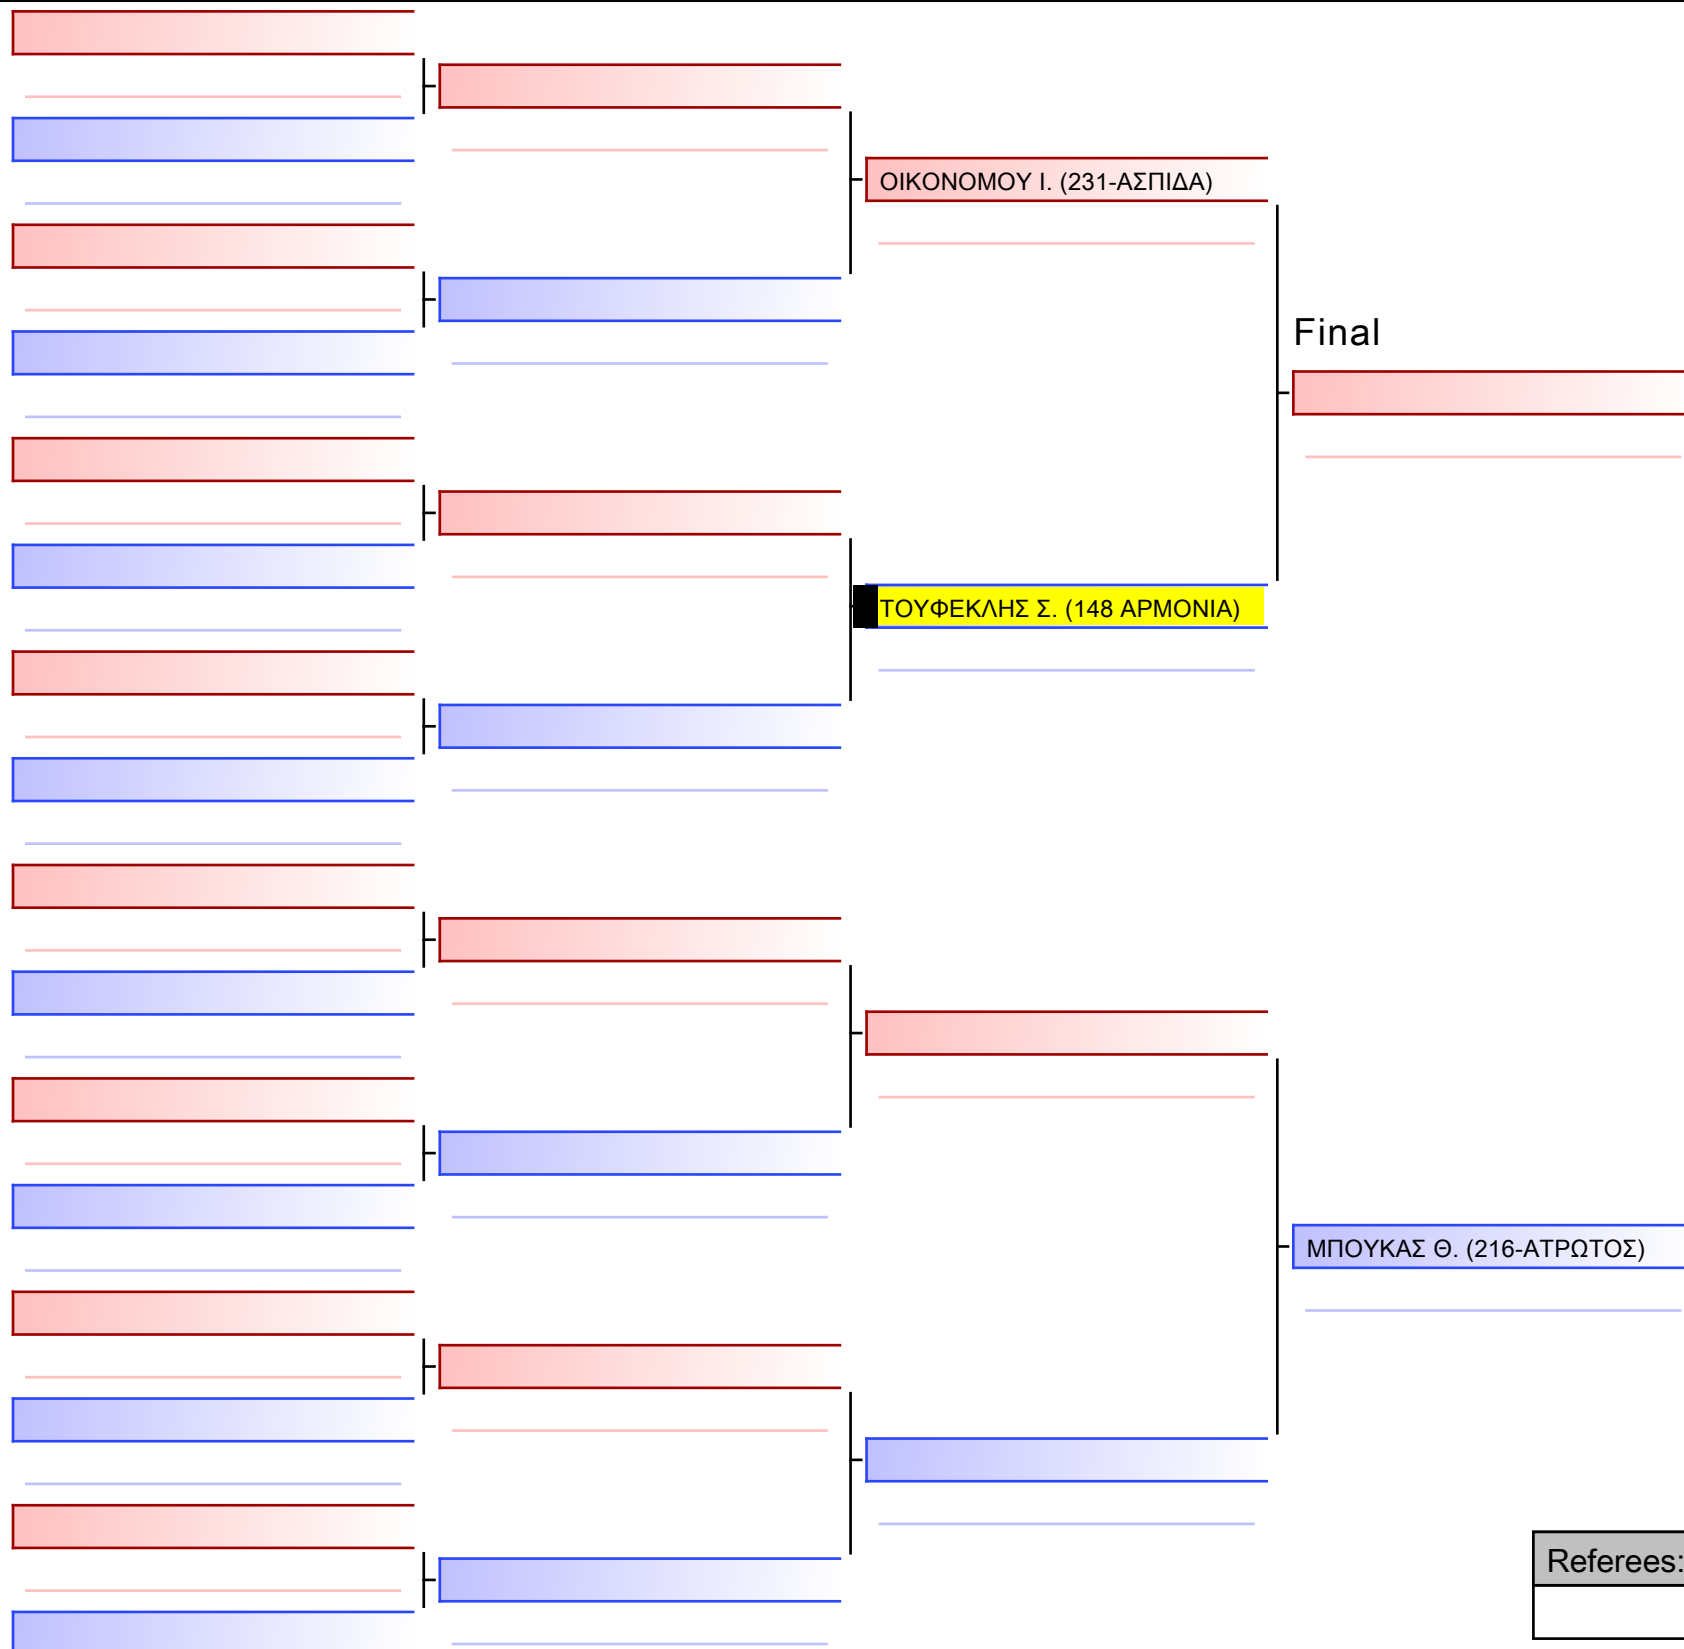 ΟΙΚΟΝΟΜΟΥ Ι. (231-ΑΣΠΙΔΑ)
Final
ΤΟΥΦΕΚΛΗΣ Σ. (148 ΑΡΜΟΝΙΑ)
ΜΠΟΥΚΑΣ Θ. (216-ΑΤΡΩΤΟΣ)
Referees: